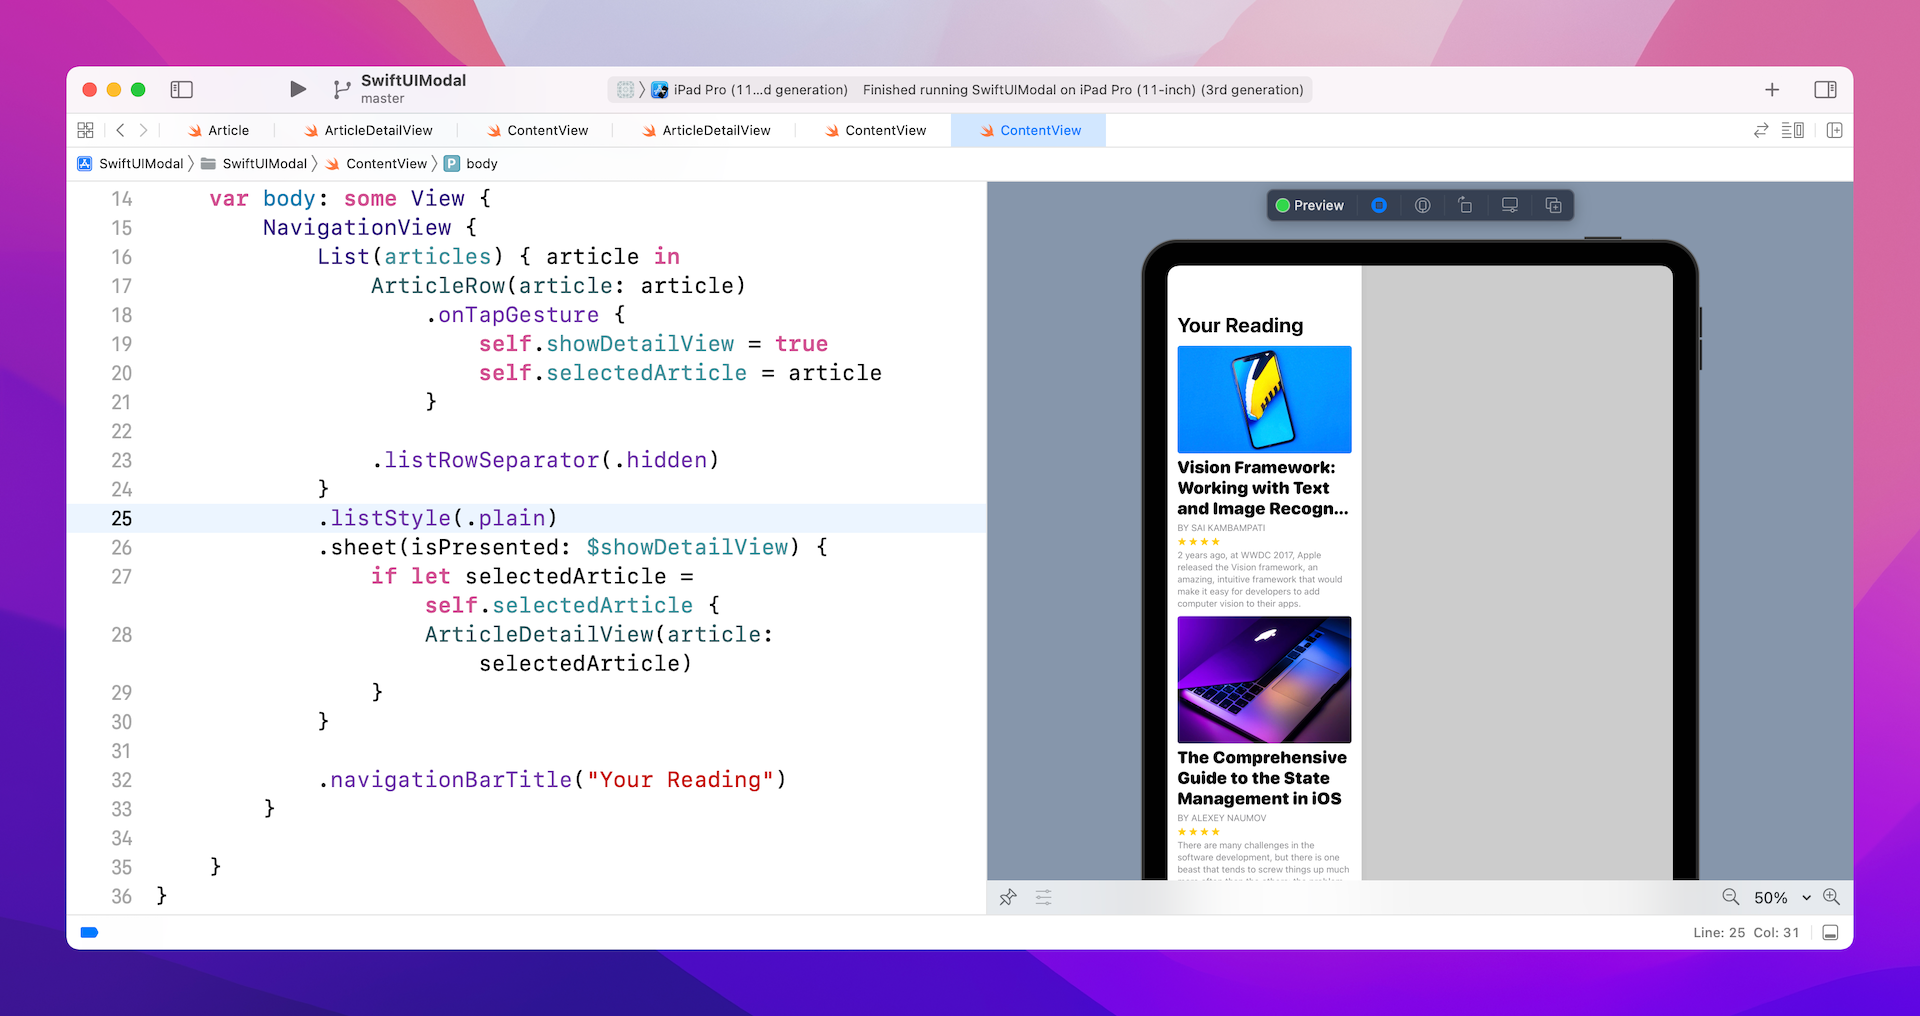 SwiftUIModal
master
iPad Pro (11...d generation) Finished running SwiftUIModal on iPad Pro (11-inch) (3rd generation)
Article ArticleDetailView ContentView ArticleDetailView ContentView ContentView
SwiftUIModal SwiftUIModal ContentView P body
14 var body: some View {
15 NavigationView {
16 List(articles) { article in
17 ArticleRow(article: article)
18 .onTapGesture {
19 self.showDetailView = true
20 self.selectedArticle = article
21 }
22
23 .listRowSeparator(.hidden)
24 }
25 .listStyle(.plain)
26 .sheet(isPresented: $showDetailView) {
27 if let selectedArticle =
self.selectedArticle {
28 ArticleDetailView(article:
selectedArticle)
29 }
30 }
31
32 .navigationBarTitle("Your Reading")
33 }
34
35 }
36 }
Preview
Your Reading
Vision Framework:
Working with Text
and Image Recogn...
BY SAI KAMBAMPATI
★★★★
2 years ago, at WWDC 2017, Apple
released the Vision framework, an
amazing, intuitive framework that would
make it easy for developers to add
computer vision to their apps.
The Comprehensive
Guide to the State
Management in iOS
BY ALEXEY NAUMOV
★★★★
There are many challenges in the
software development, but there is one
beast that tends to screw things up much
50%
Line: 25 Col: 31